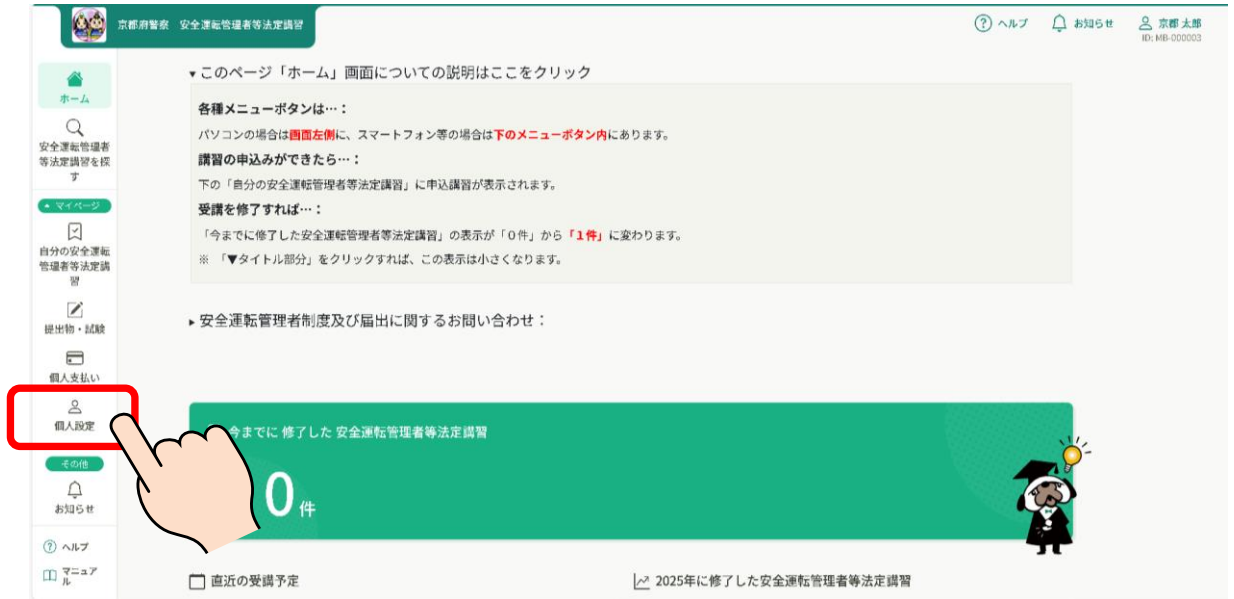 京都府警察 安全運転管理者等法定講習
ヘルプ
お知らせ
京都 太郎
ID: MB-000003
ホーム
安全運転管理者
等法定講習を探
す
マイページ
自分の安全運転
管理者等法定講
習
提出物・試験
個人支払い
個人設定
その他
お知らせ
ヘルプ
マニュア
ル
▾このページ「ホーム」画面についての説明はここをクリック
各種メニューボタンは…：
パソコンの場合は画面左側に、スマートフォン等の場合は下のメニューボタン内にあります。
講習の申込みができたら…：
下の「自分の安全運転管理者等法定講習」に申込講習が表示されます。
受講を修了すれば…：
「今までに修了した安全運転管理者等法定講習」の表示が「０件」から「１件」に変わります。
※ 「▼タイトル部分」をクリックすれば、この表示は小さくなります。
▸安全運転管理者制度及び届出に関するお問い合わせ：
今までに 修了した 安全運転管理者等法定講習
0件
直近の受講予定
2025年に修了した安全運転管理者等法定講習